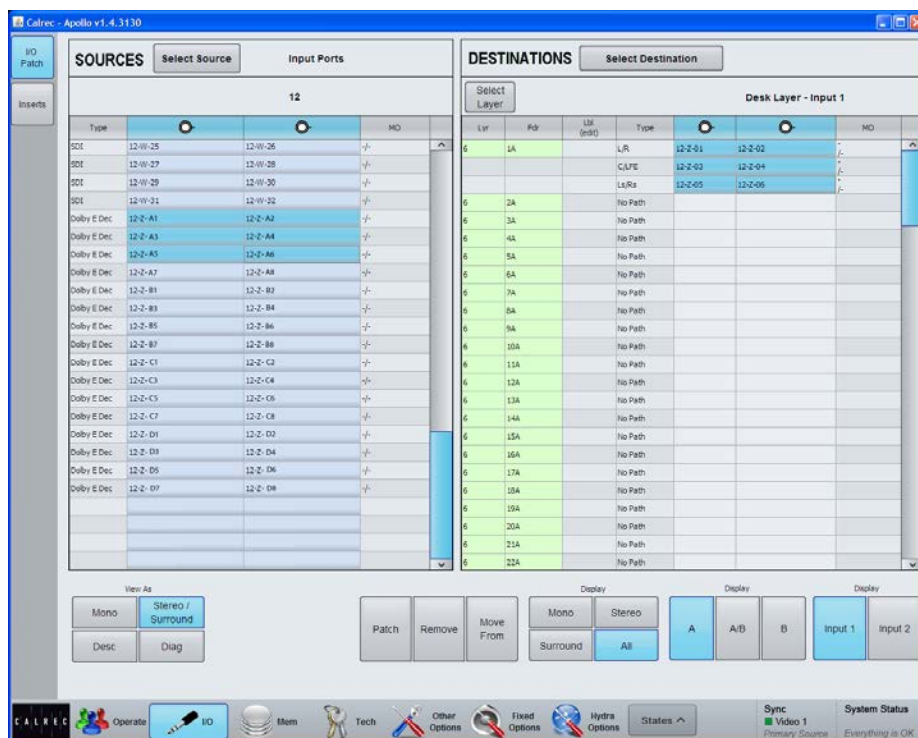 Calrec - Apollo v1.4.3130
I/O Patch
Inserts
SOURCES Select Source Input Ports
12
Type MO
SDI 12-W-25 12-W-26 -/-
SDI 12-W-27 12-W-28 -/-
SDI 12-W-29 12-W-30 -/-
SDI 12-W-31 12-W-32 -/-
Dolby E Dec 12-Z-A1 12-Z-A2 -/-
Dolby E Dec 12-Z-A3 12-Z-A4 -/-
Dolby E Dec 12-Z-A5 12-Z-A6 -/-
Dolby E Dec 12-Z-A7 12-Z-A8 -/-
Dolby E Dec 12-Z-B1 12-Z-B2 -/-
Dolby E Dec 12-Z-B3 12-Z-B4 -/-
Dolby E Dec 12-Z-B5 12-Z-B6 -/-
Dolby E Dec 12-Z-B7 12-Z-B8 -/-
Dolby E Dec 12-Z-C1 12-Z-C2 -/-
Dolby E Dec 12-Z-C3 12-Z-C4 -/-
Dolby E Dec 12-Z-C5 12-Z-C6 -/-
Dolby E Dec 12-Z-C7 12-Z-C8 -/-
Dolby E Dec 12-Z-D1 12-Z-D2 -/-
Dolby E Dec 12-Z-D3 12-Z-D4 -/-
Dolby E Dec 12-Z-D5 12-Z-D6 -/-
Dolby E Dec 12-Z-D7 12-Z-D8 -/-
DESTINATIONS Select Destination
Select Layer Desk Layer - Input 1
Lyr Fdr Lbl (edit) Type MO
6 1A L/R 12-Z-01 12-Z-02 -/-
C/LFE 12-Z-03 12-Z-04 -/-
Ls/Rs 12-Z-05 12-Z-06 -/-
6 2A No Path
6 3A No Path
6 4A No Path
6 5A No Path
6 6A No Path
6 7A No Path
6 8A No Path
6 9A No Path
6 10A No Path
6 11A No Path
6 12A No Path
6 13A No Path
6 14A No Path
6 15A No Path
6 16A No Path
6 17A No Path
6 18A No Path
6 19A No Path
6 20A No Path
6 21A No Path
6 22A No Path
View As
Mono Stereo / Surround
Desc Diag
Patch Remove Move From
Display
Mono Stereo
Surround All
Display
A A/B B
Display
Input 1 Input 2
CALREC Operate I/O Mem Tech Other Options Fixed Options Hydra Options States
Sync
Video 1
Primary Source
System Status
Everything is OK